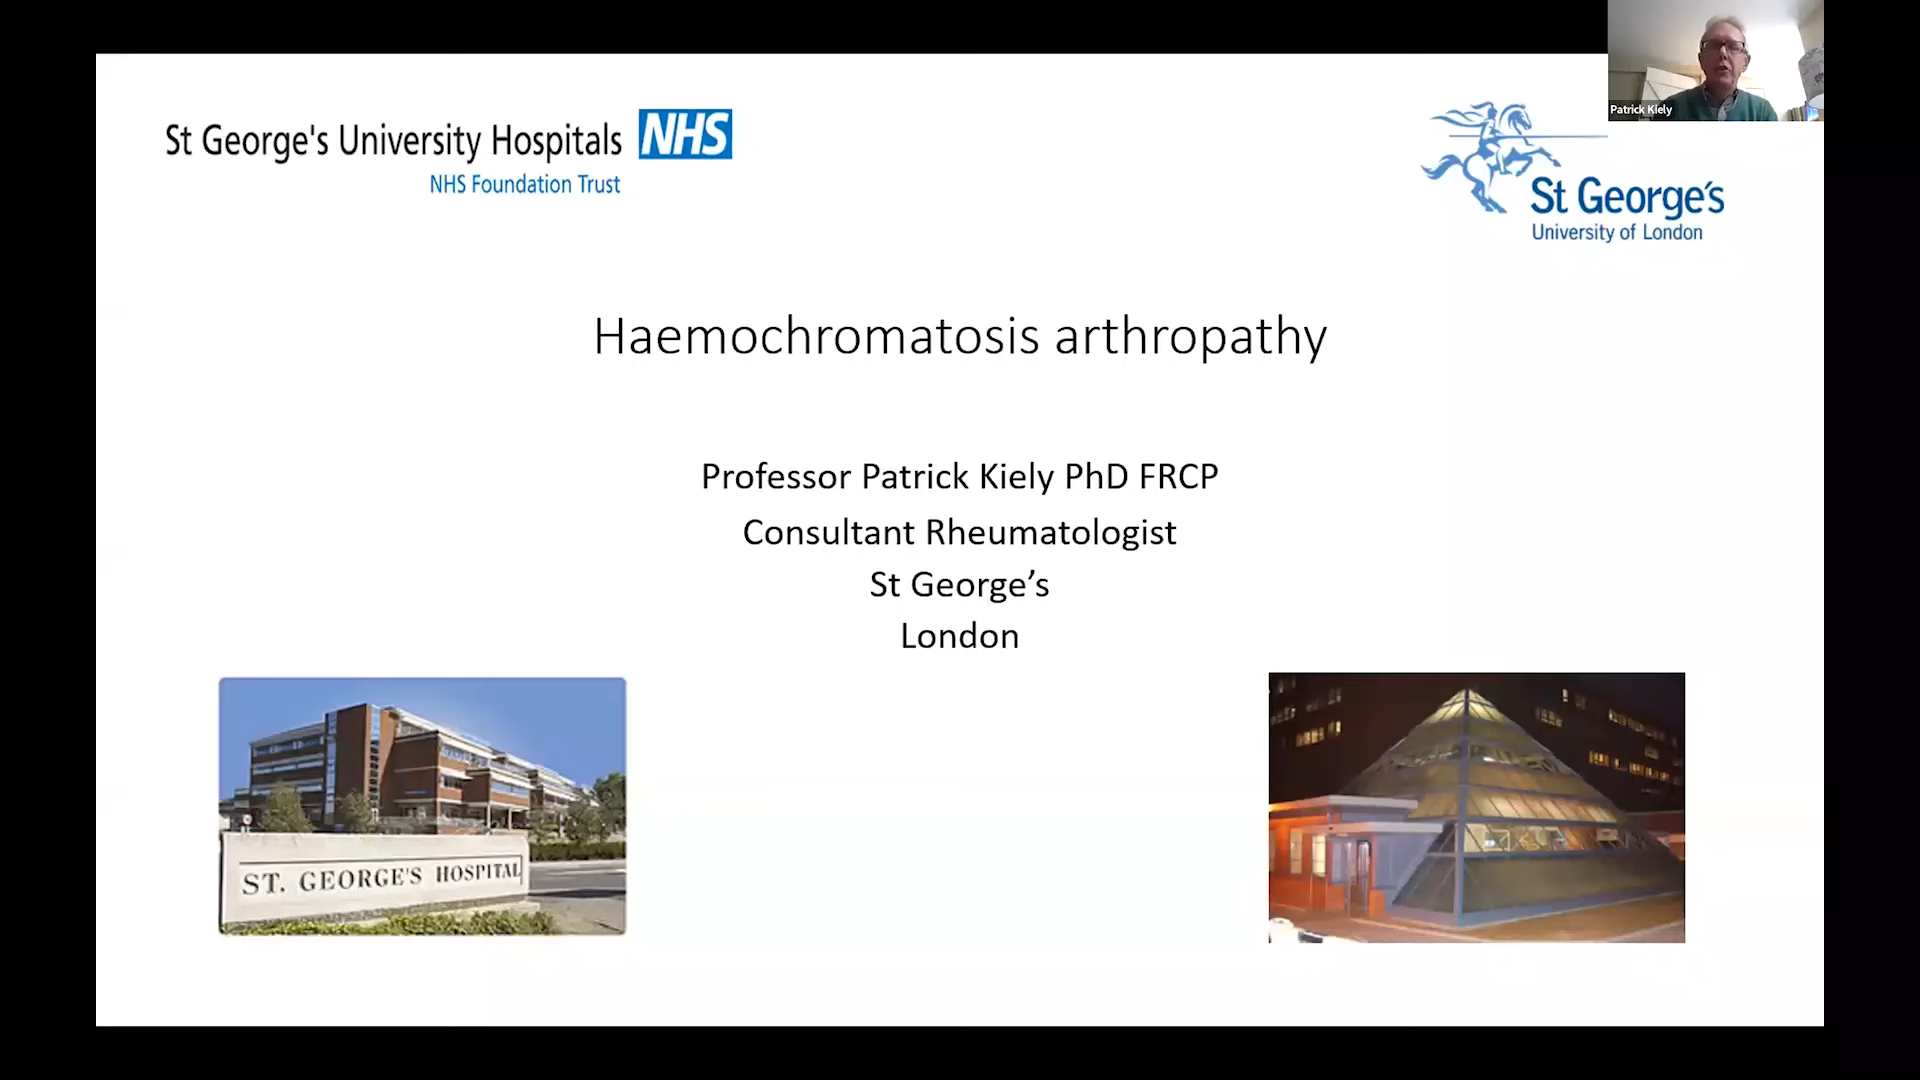 Patrick Kiely
St George's University Hospitals NHS
NHS Foundation Trust
St George's
University of London
Haemochromatosis arthropathy
Professor Patrick Kiely PhD FRCP
Consultant Rheumatologist
St George’s
London
ST. GEORGE'S HOSPITAL